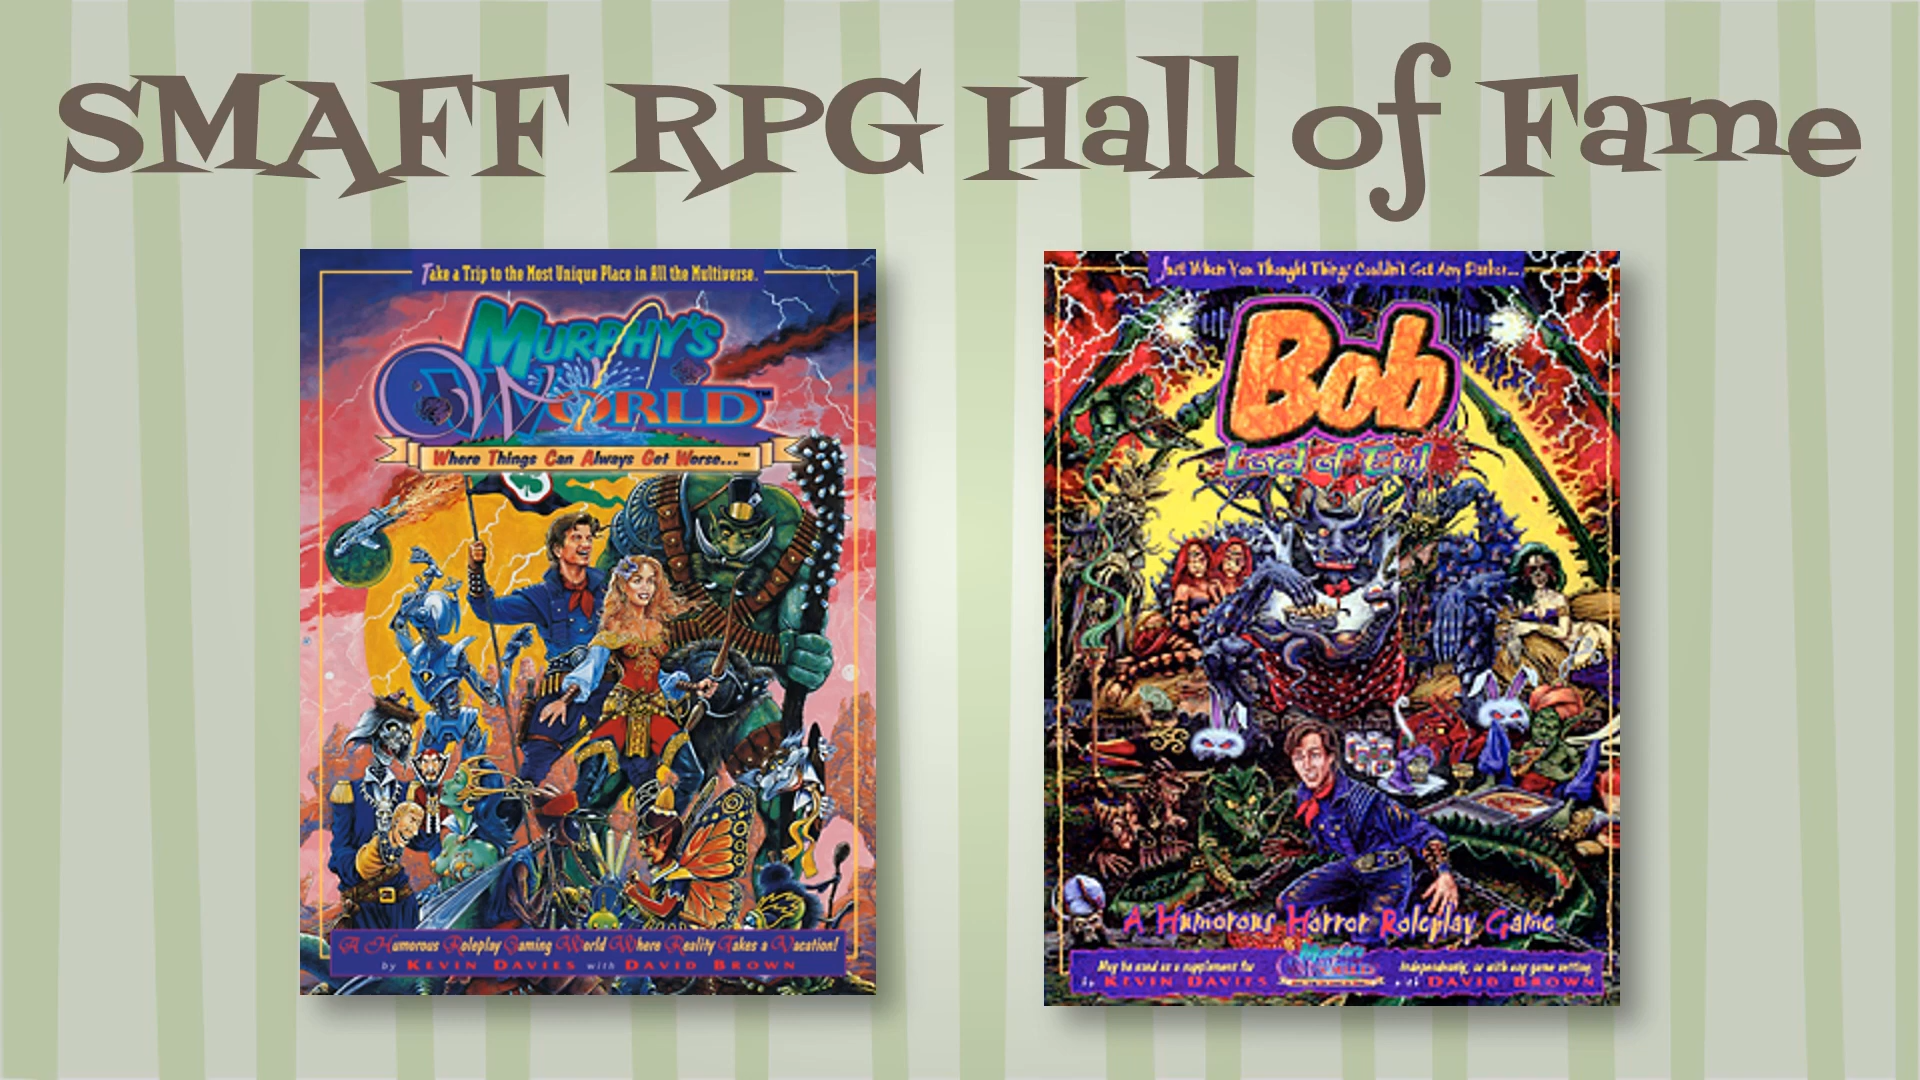 SMAFF RPG Hall of Fame
Take a Trip to the Most Unique Place in All the Multiverse.
MURPHY'S
WORLD™
Where Things Can Always Get Worse...™
A Humorous Roleplay Gaming World Where Reality Takes a Vacation!
by KEVIN DAVIES with DAVID BROWN
Just When You Thought Things Couldn't Get Any Darker...
Bob
Lord of Evil
A Humorous Horror Roleplay Game
May be used as a supplement for
Murphy's
WORLD
Independently, or with any game setting.
by KEVIN DAVIES
with DAVID BROWN